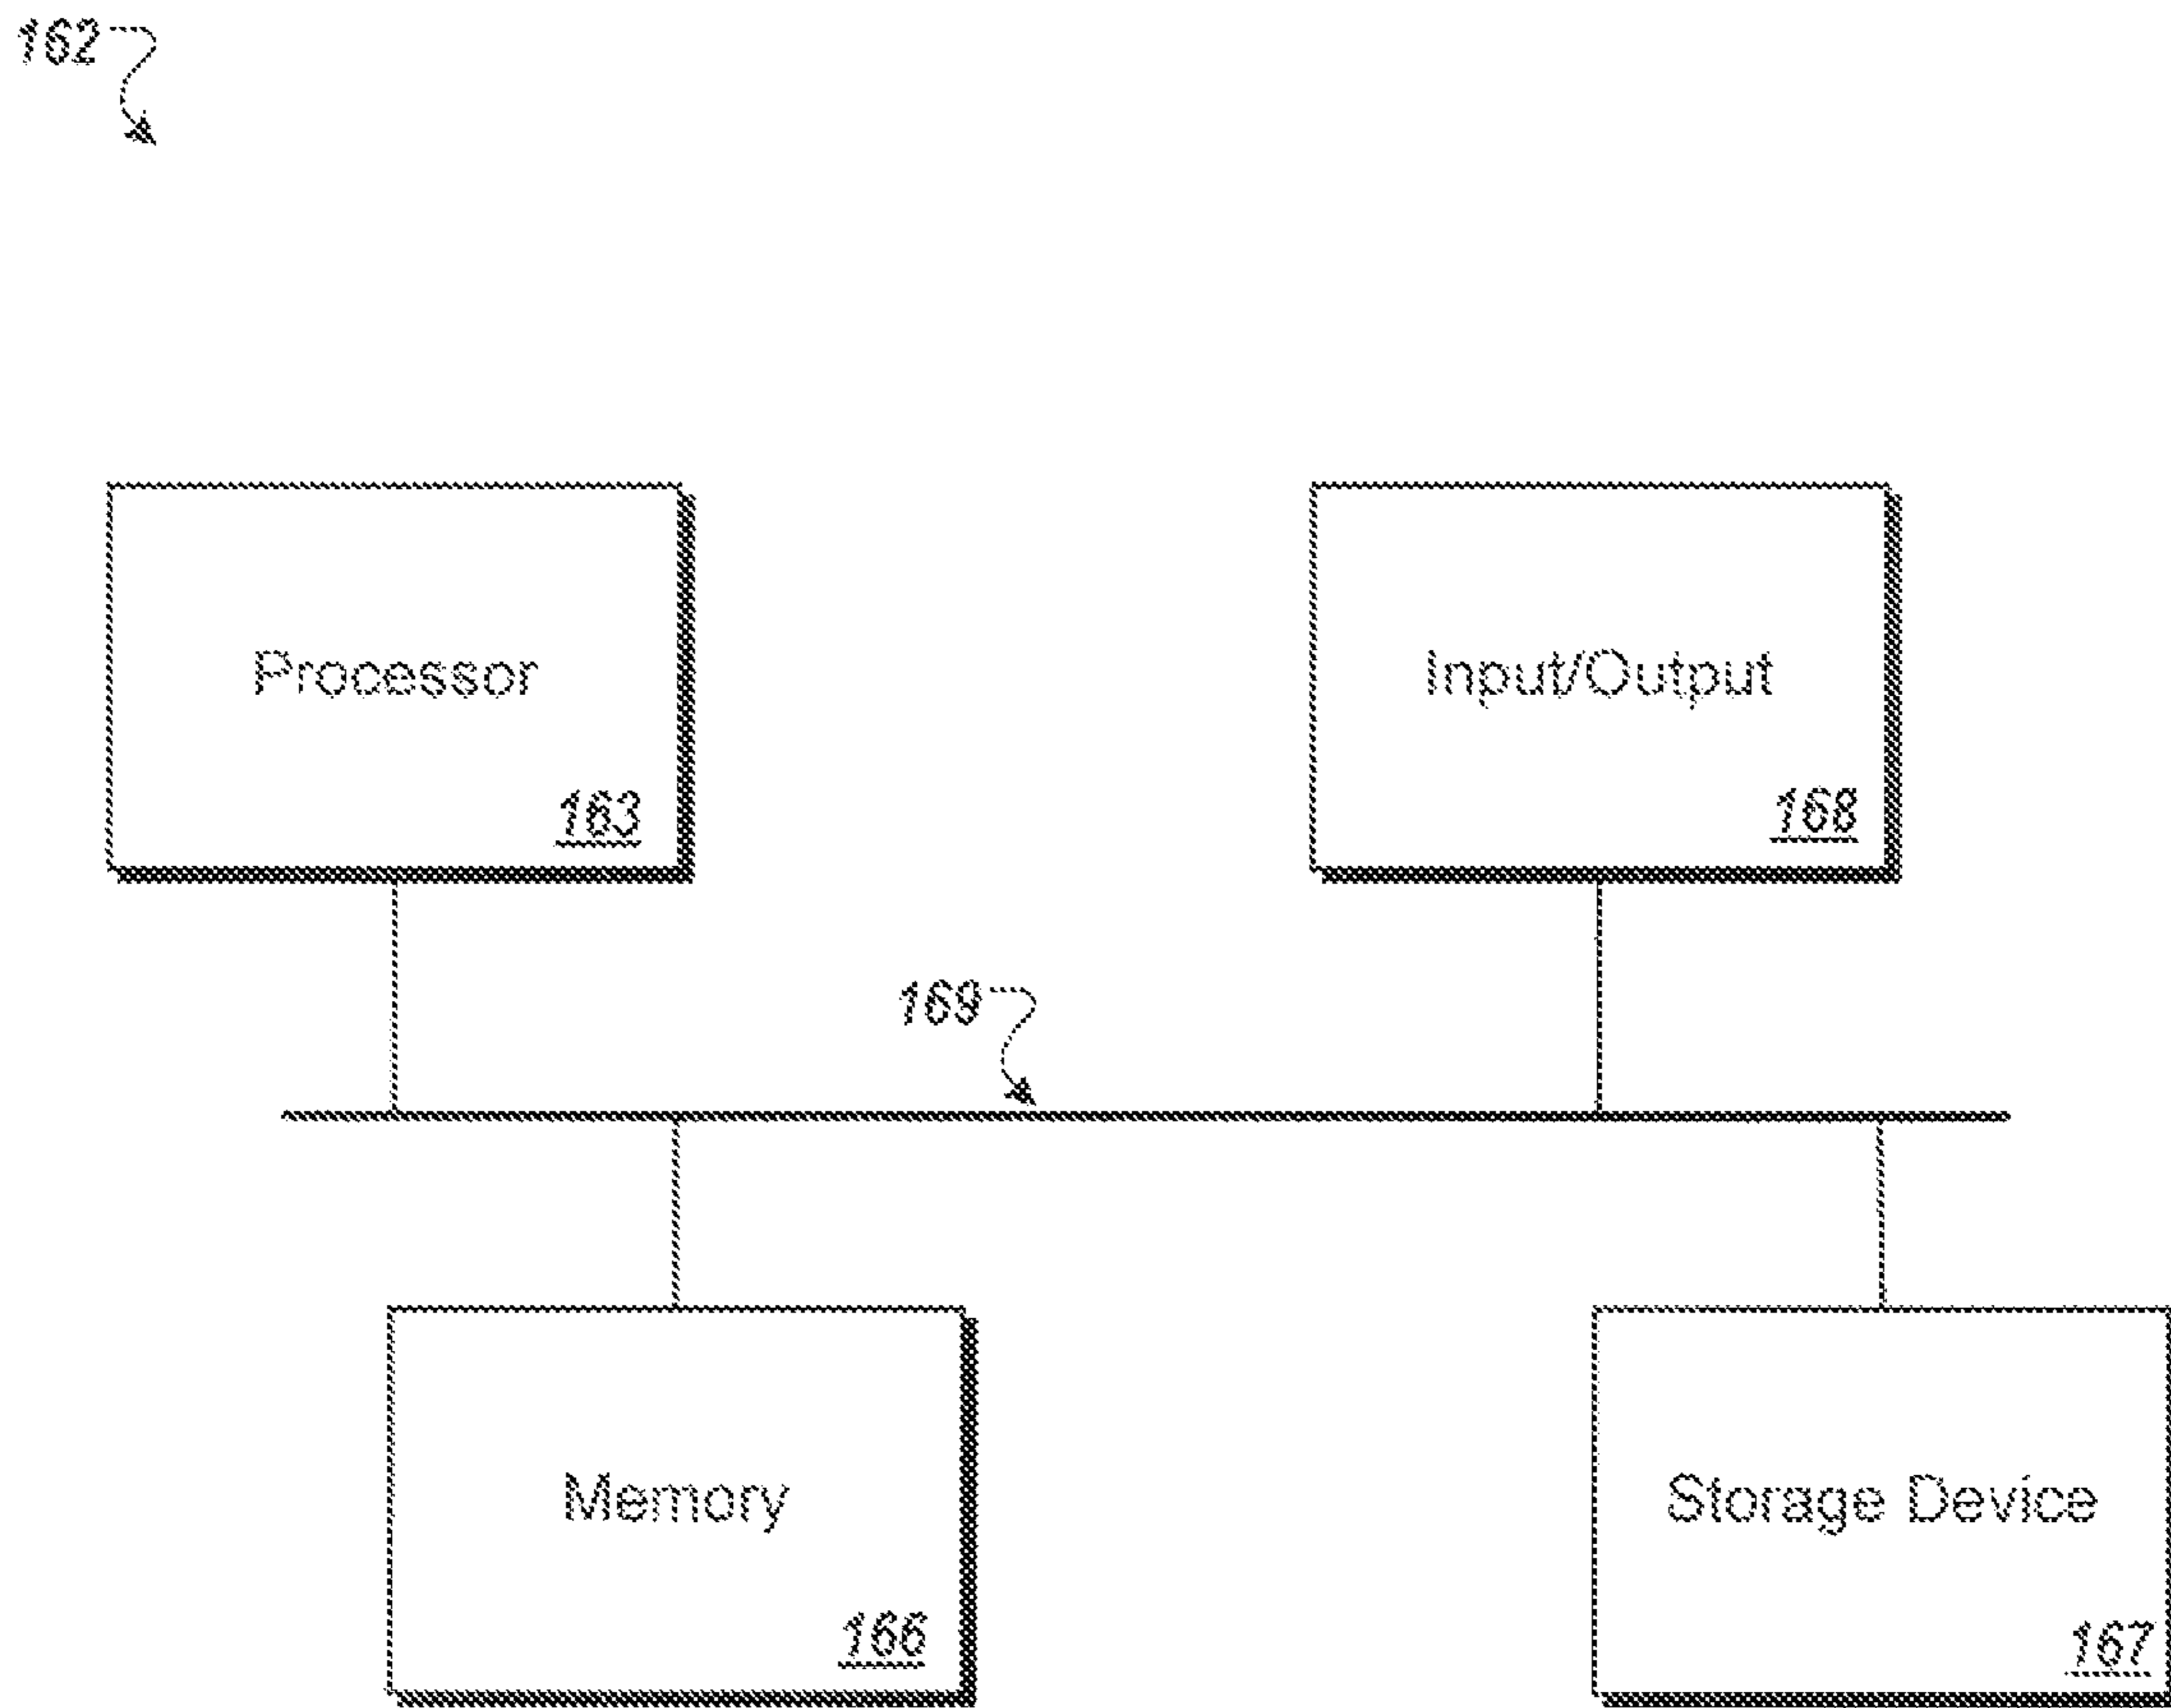 162
Processor
163
Input/Output
168
169
Memory
166
Storage Device
167